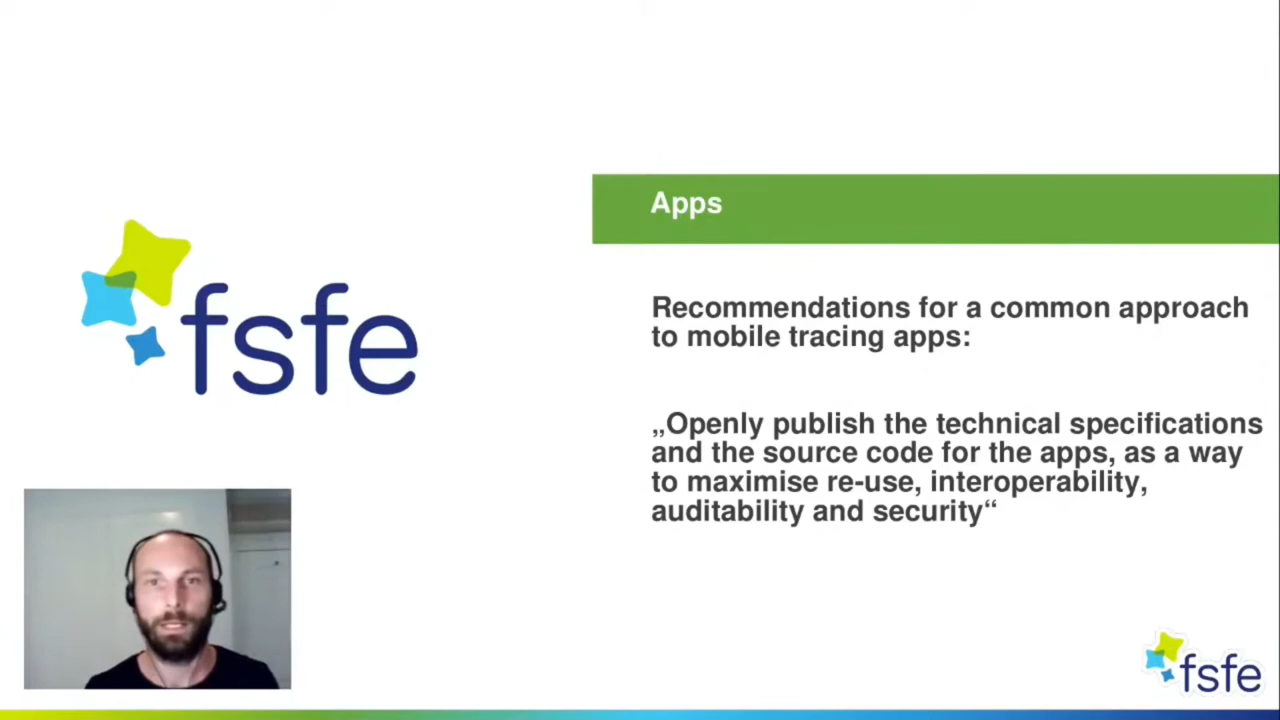 fsfe
Apps
Recommendations for a common approach
to mobile tracing apps:
„Openly publish the technical specifications
and the source code for the apps, as a way
to maximise re-use, interoperability,
auditability and security“
fsfe